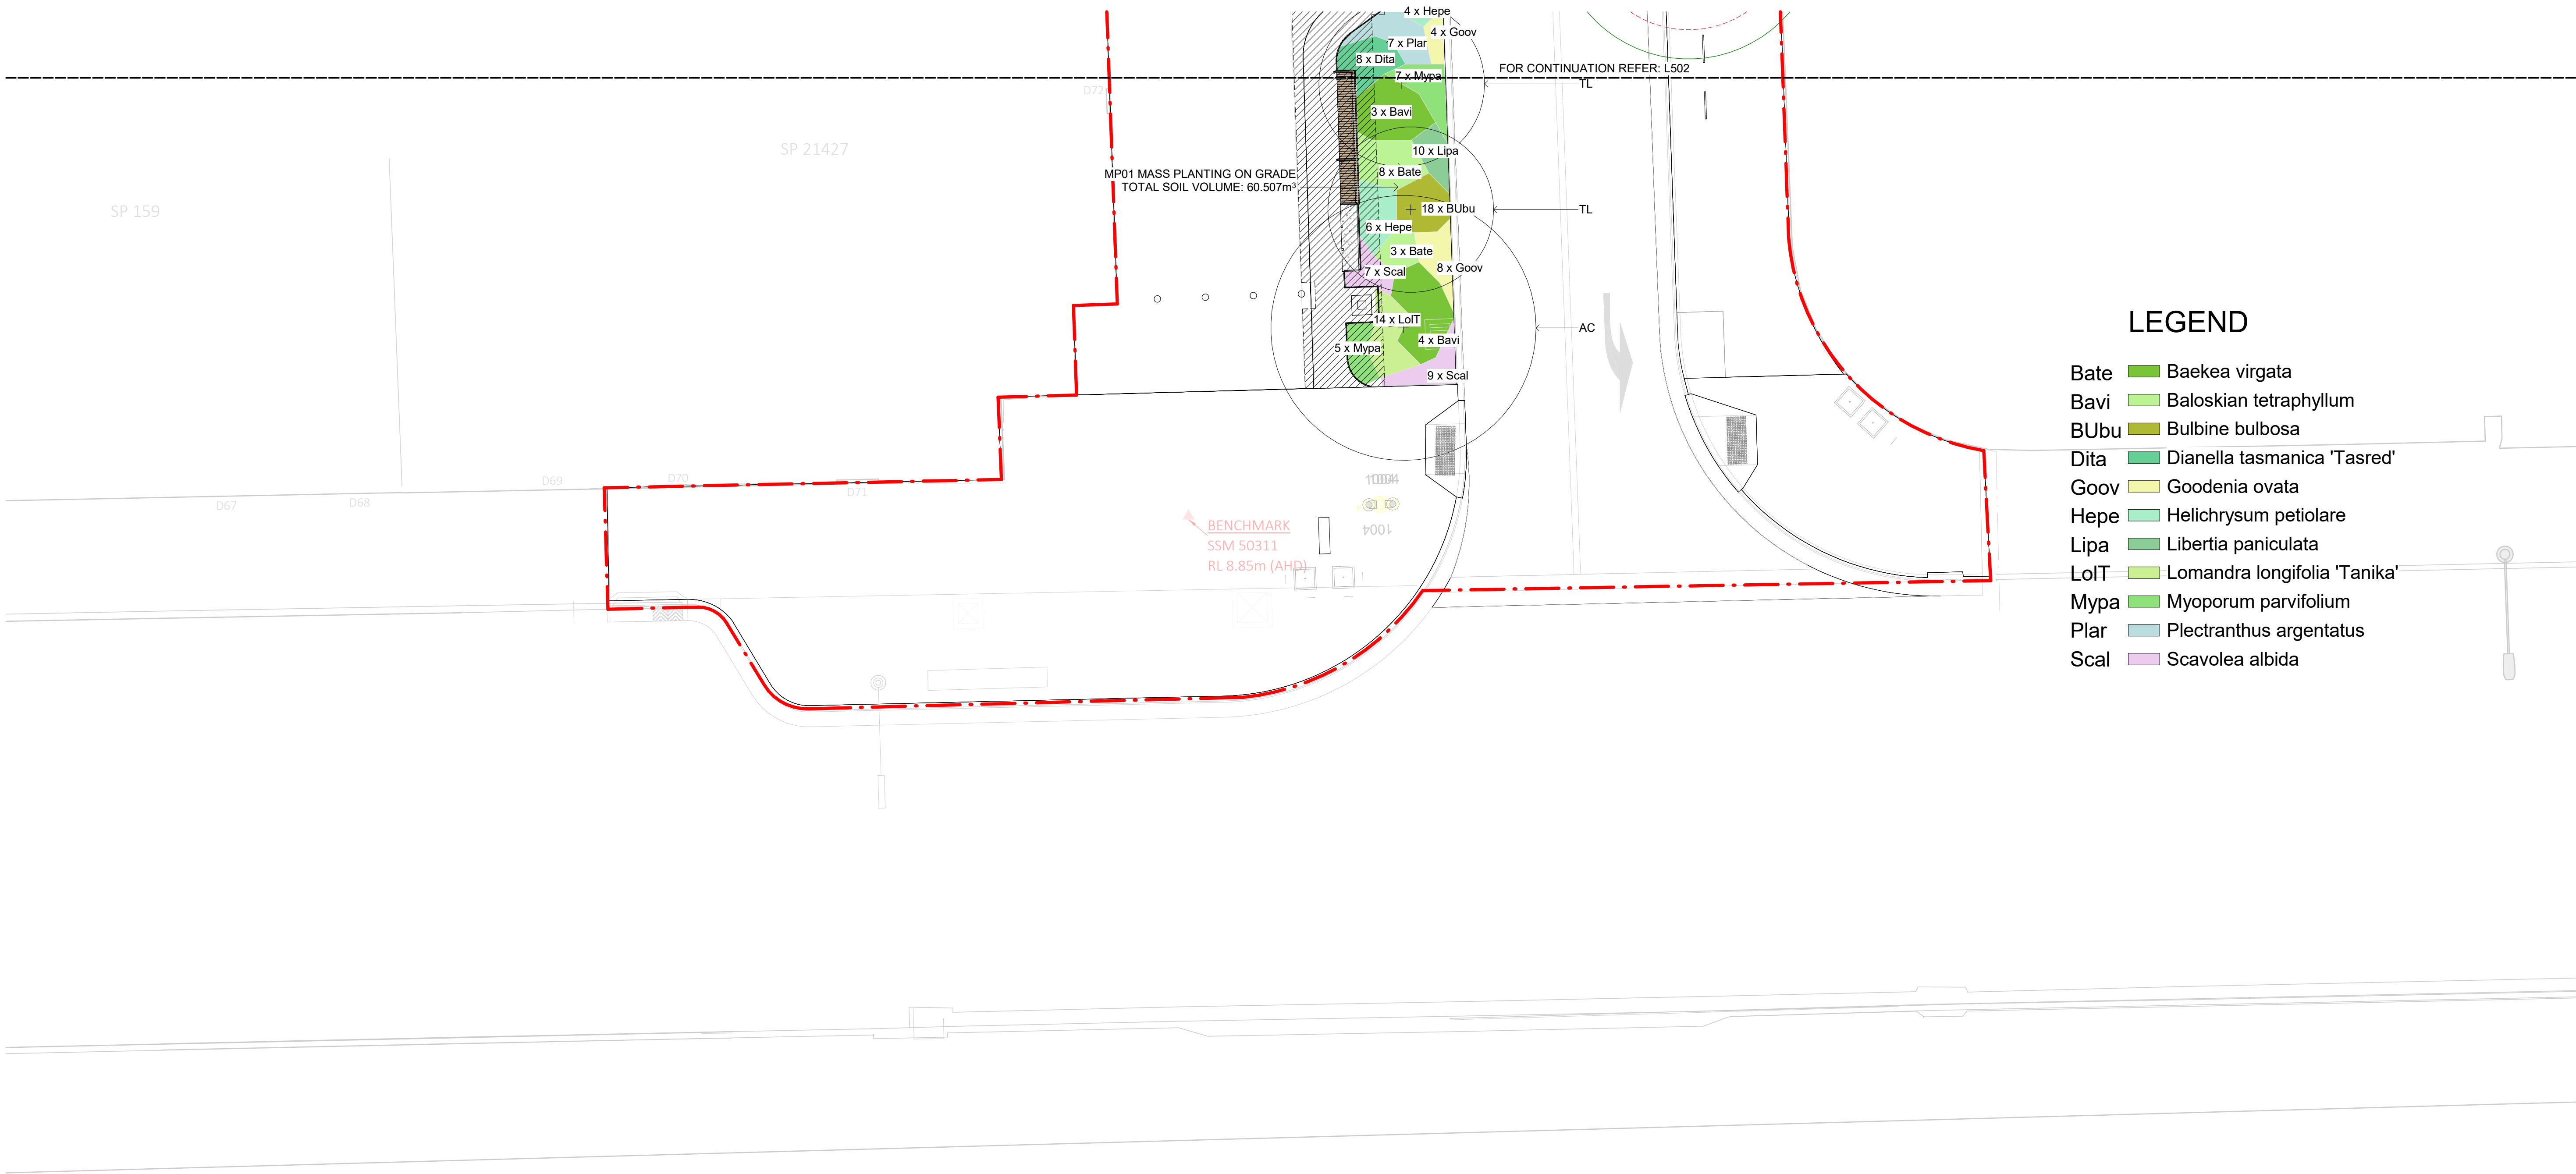 4 x Hepe
4 x Goov
7 x Plar
8 x Dita
FOR CONTINUATION REFER: L502
7 x Mypa
TL
D72
3 x Bavi
SP 21427
10 x Lipa
8 x Bate
MP01 MASS PLANTING ON GRADE
TOTAL SOIL VOLUME: 60.507m³
SP 159
18 x BUbu
TL
6 x Hepe
3 x Bate
8 x Goov
7 x Scal
14 x LolT
AC
4 x Bavi
5 x Mypa
9 x Scal
LEGEND
Bate Baekea virgata
Bavi Baloskian tetraphyllum
BUbu Bulbine bulbosa
Dita Dianella tasmanica 'Tasred'
Goov Goodenia ovata
Hepe Helichrysum petiolare
Lipa Libertia paniculata
LolT Lomandra longifolia 'Tanika'
Mypa Myoporum parvifolium
Plar Plectranthus argentatus
Scal Scavolea albida
D67
D68
D69
D70
D71
1004
BENCHMARK
SSM 50311
RL 8.85m (AHD)